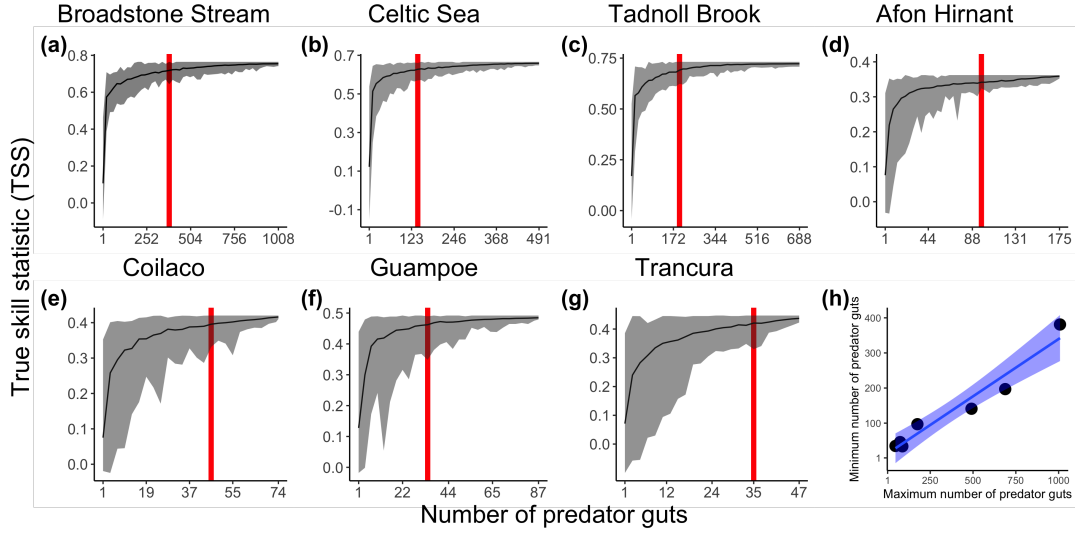 Broadstone Stream
Celtic Sea
Tadnoll Brook
Afon Hirnant
(a)
(b)
(c)
(d)
0.8
0.6
0.4
0.2
0.0
1 252 504 756 1008
0.7
0.5
0.3
0.1
-0.1
1 123 246 368 491
0.75
0.50
0.25
0.00
1 172 344 516 688
0.4
0.3
0.2
0.1
0.0
1 44 88 131 175
True skill statistic (TSS)
Coilaco
Guampoe
Trancura
(e)
(f)
(g)
(h)
0.4
0.3
0.2
0.1
0.0
1 19 37 55 74
0.5
0.4
0.3
0.2
0.1
0.0
1 22 44 65 87
0.4
0.3
0.2
0.1
0.0
1 12 24 35 47
Minimum number of predator guts
400
300
200
100
1
1 250 500 750 1000
Maximum number of predator guts
Number of predator guts